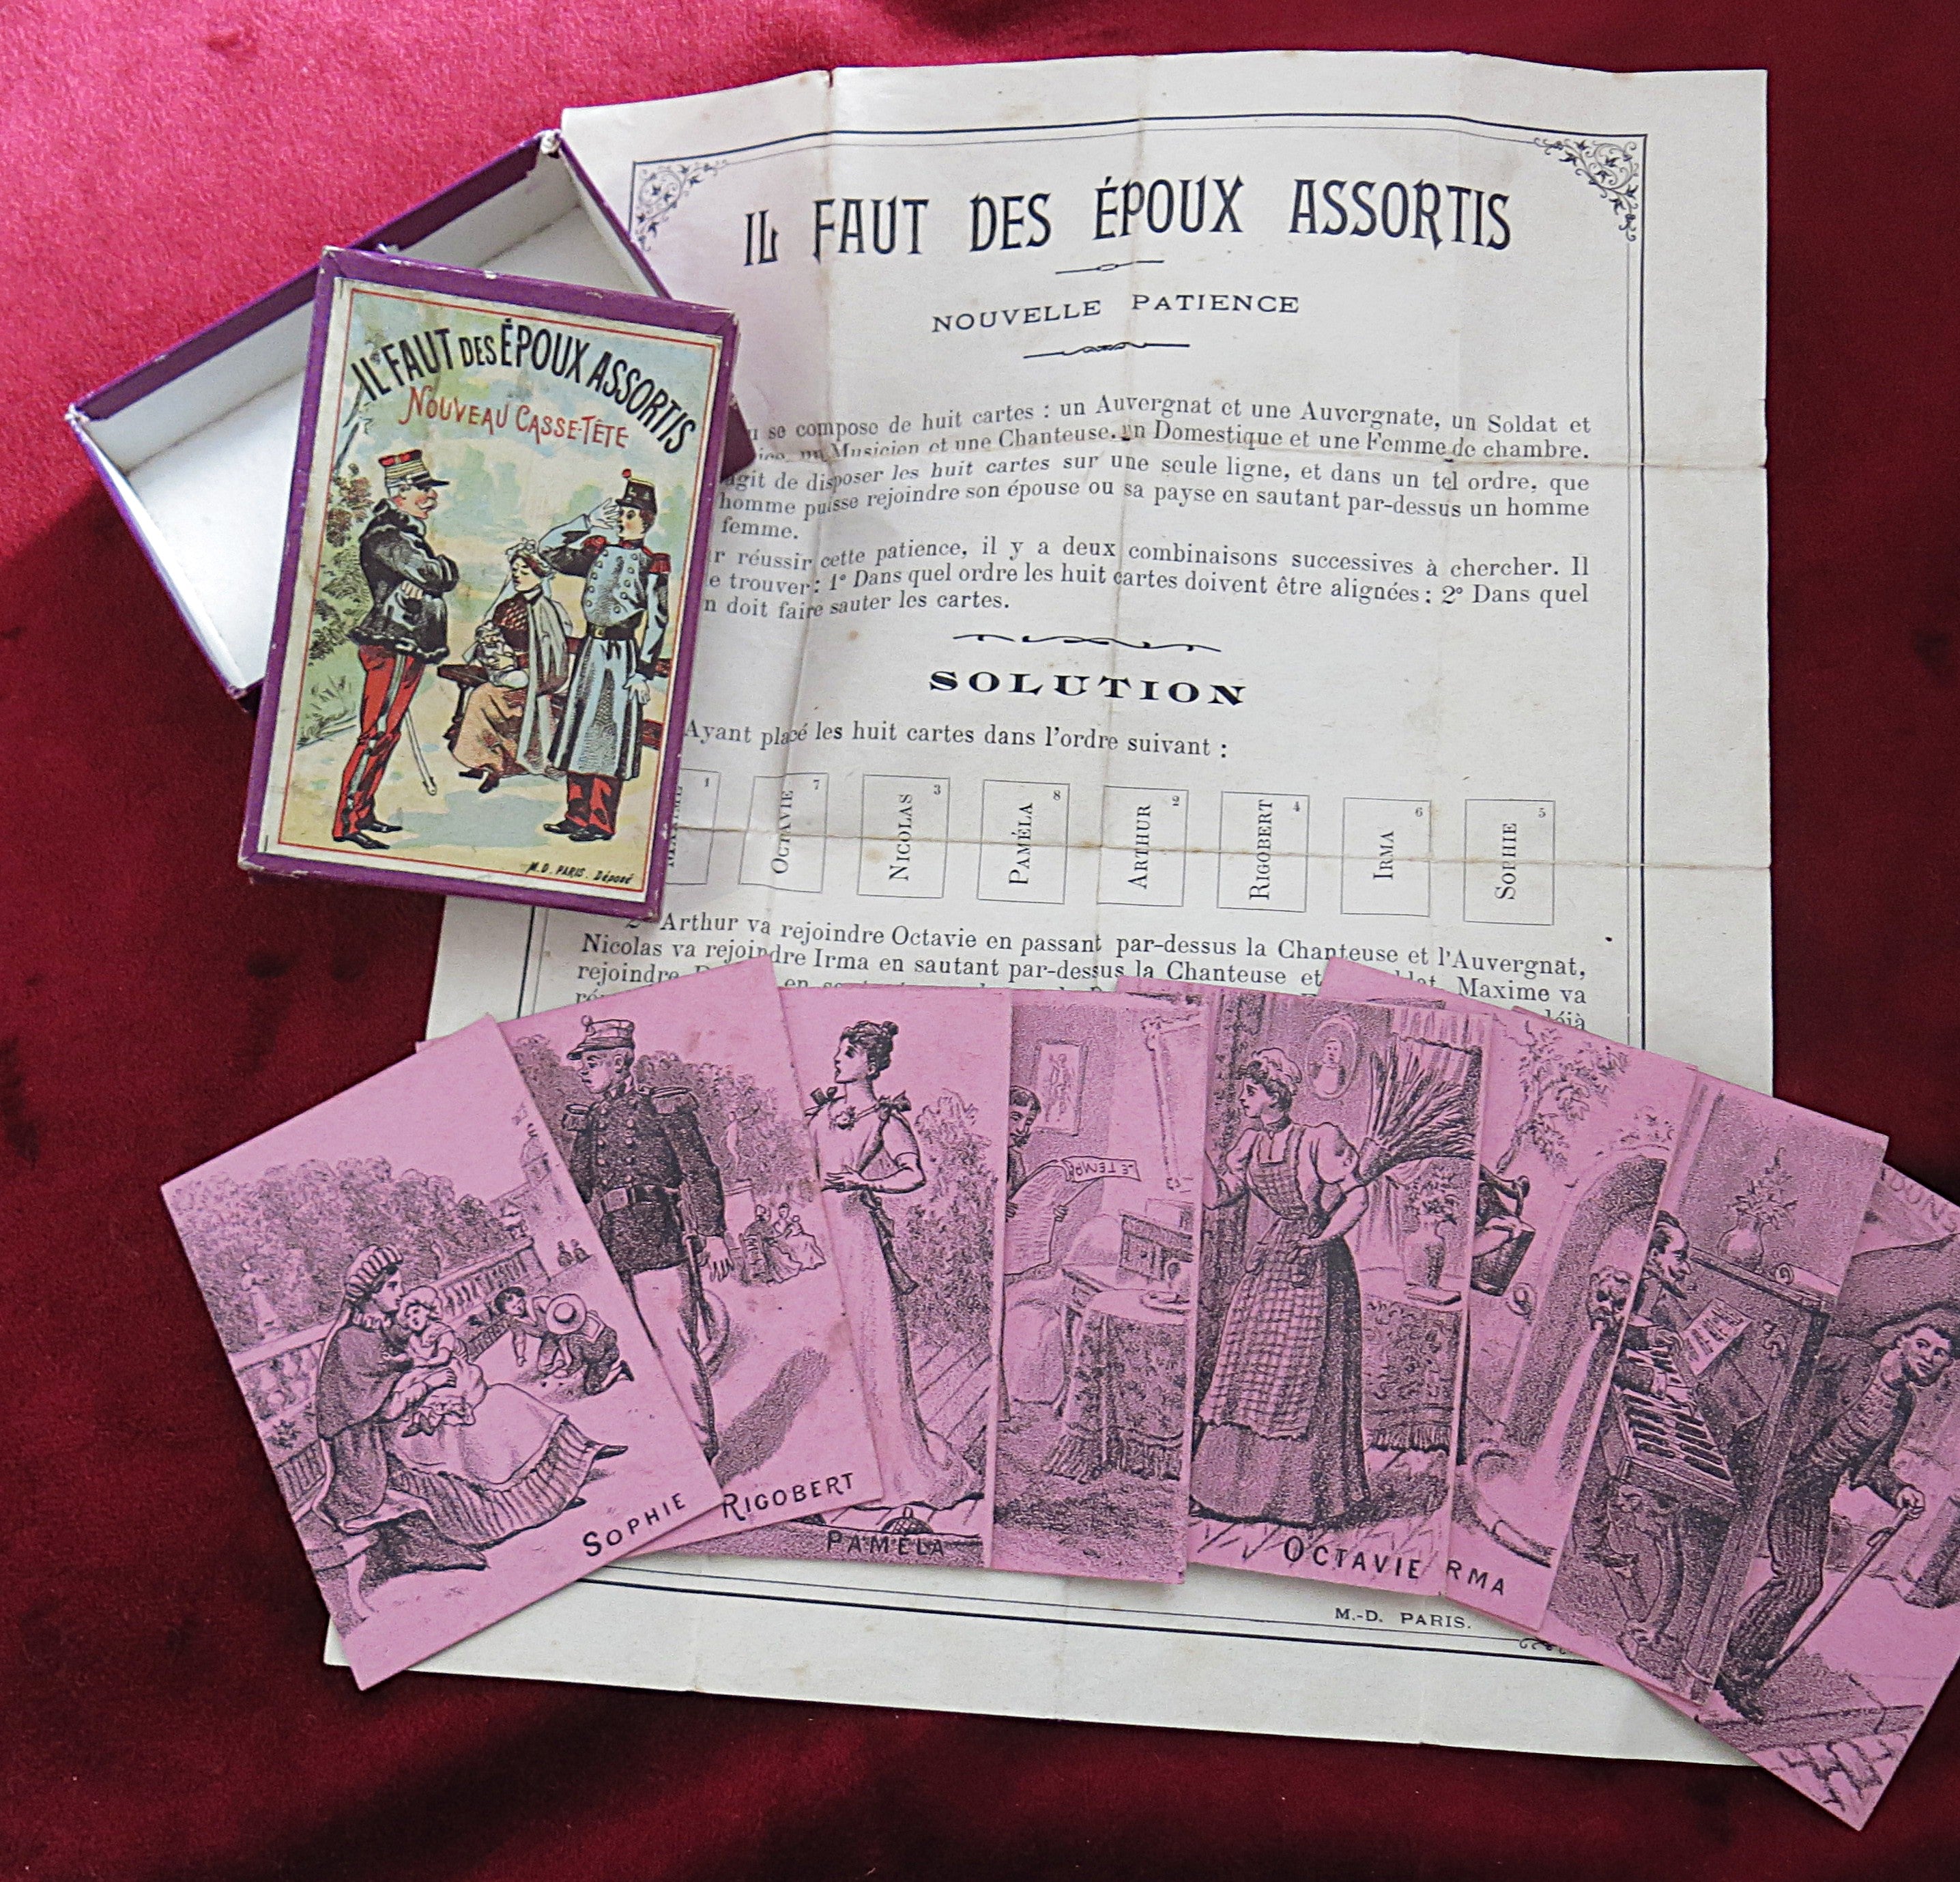 IL FAUT DES ÉPOUX ASSORTIS
NOUVEAU CASSE-TÊTE
M.D. PARIS. Déposé
IL FAUT DES ÉPOUX ASSORTIS
NOUVELLE PATIENCE
se compose de huit cartes : un Auvergnat et une Auvergnate, un Soldat et
un Musicien et une Chanteuse, un Domestique et une Femme de chambre.
agit de disposer les huit cartes sur une seule ligne, et dans un tel ordre, que
homme puisse rejoindre son épouse ou sa payse en sautant par-dessus un homme
femme.
r réussir cette patience, il y a deux combinaisons successives à chercher. Il
e trouver : 1° Dans quel ordre les huit cartes doivent être alignées : 2° Dans quel
n doit faire sauter les cartes.
SOLUTION
Ayant placé les huit cartes dans l'ordre suivant :
1 7 3 8 2 4 6 5
MAXIME OCTAVIE NICOLAS PAMÉLA ARTHUR RIGOBERT IRMA SOPHIE
2° Arthur va rejoindre Octavie en passant par-dessus la Chanteuse et l'Auvergnat,
Nicolas va rejoindre Irma en sautant par-dessus la Chanteuse et Maxime va
rejoindre en
déjà
LE TEMPS
SOPHIE
RIGOBERT
PAMÉLA
OCTAVIE
RMA
M.-D. PARIS.